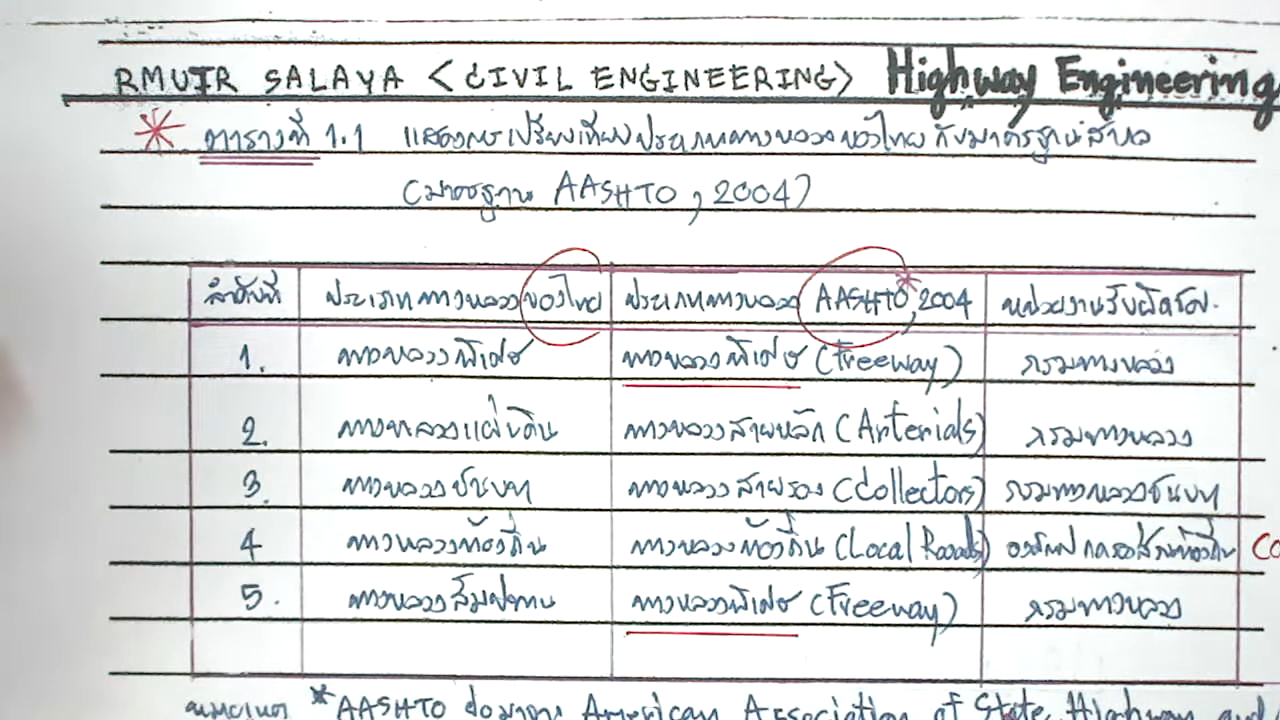 RMUTR SALAYA <CIVIL ENGINEERING> Highway Engineering
* ตารางที่ 1.1 แสดงการเปรียบเทียบประเภททางหลวงของไทย กับมาตรฐานสากล
(มาตรฐาน AASHTO , 2004)
ลำดับที่ ประเภททางหลวงของไทย ประเภททางหลวง AASHTO*, 2004 หน่วยงานรับผิดชอบ.
1. ทางหลวงพิเศษ ทางหลวงพิเศษ (Freeway) กรมทางหลวง
2. ทางหลวงแผ่นดิน ทางหลวงสายหลัก (Arterials) กรมทางหลวง
3. ทางหลวงชนบท ทางหลวงสายรอง (Collectors) กรมทางหลวงชนบท
4 ทางหลวงท้องถิ่น ทางหลวงท้องถิ่น (Local Roads) องค์กรปกครองส่วนท้องถิ่น
5. ทางหลวงสัมปทาน ทางหลวงพิเศษ (Freeway) กรมทางหลวง
หมายเหตุ *AASHTO ย่อมาจาก American Association of State Highway and